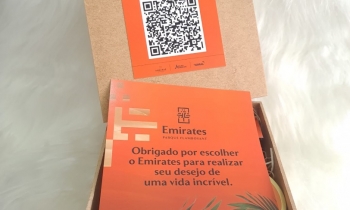 Emirates
Obrigado por escolher
o Emirates para realizar
seu desejo de
uma vida incrível.